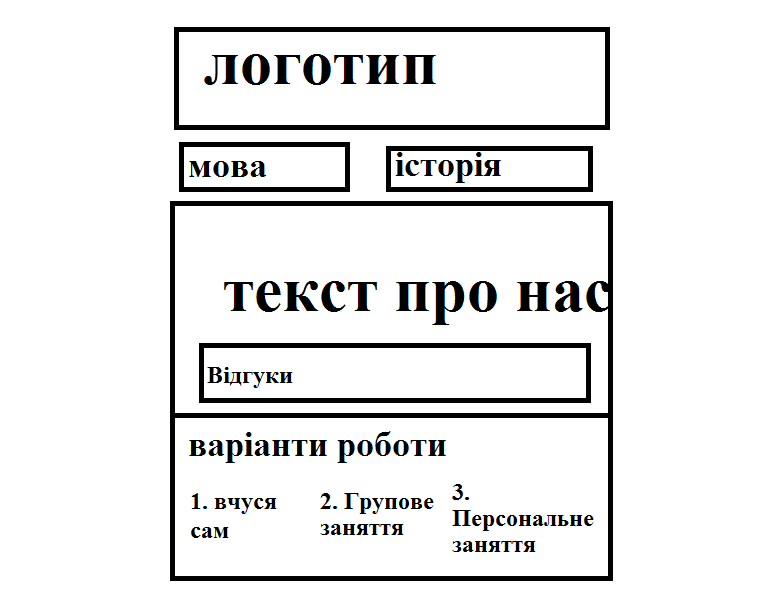 логотип
мова
історія
текст про нас
Відгуки
варіанти роботи
1. вчуся
сам
2. Групове
заняття
3.
Персональне
заняття